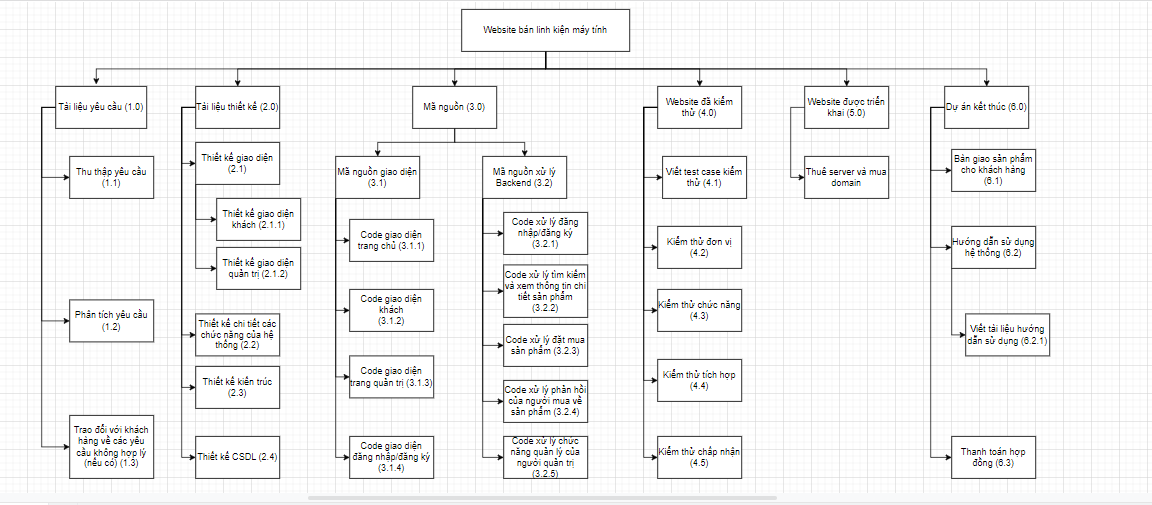 Website bán linh kiện máy tính
Tài liệu yêu cầu (1.0)
Thu thập yêu cầu
(1.1)
Phân tích yêu cầu
(1.2)
Trao đổi với khách
hàng về các yêu
cầu không hợp lý
(nếu có) (1.3)
Tài liệu thiết kế (2.0)
Thiết kế giao diện
(2.1)
Thiết kế giao diện
khách (2.1.1)
Thiết kế giao diện
quản trị (2.1.2)
Thiết kế chi tiết các
chức năng của hệ
thống (2.2)
Thiết kế kiến trúc
(2.3)
Thiết kế CSDL (2.4)
Mã nguồn (3.0)
Mã nguồn giao diện
(3.1)
Code giao diện
trang chủ (3.1.1)
Code giao diện
khách
(3.1.2)
Code giao diện
trang quản trị (3.1.3)
Code giao diện
đăng nhập/đăng ký
(3.1.4)
Mã nguồn xử lý
Backend (3.2)
Code xử lý đăng
nhập/đăng ký
(3.2.1)
Code xử lý tìm kiếm
và xem thông tin chi
tiết sản phẩm
(3.2.2)
Code xử lý đặt mua
sản phẩm (3.2.3)
Code xử lý phản hồi
của người mua về
sản phẩm (3.2.4)
Code xử lý chức
năng quản lý của
người quản trị
(3.2.5)
Website đã kiểm
thử (4.0)
Viết test case kiểm
thử (4.1)
Kiểm thử đơn vị
(4.2)
Kiểm thử chức năng
(4.3)
Kiểm thử tích hợp
(4.4)
Kiểm thử chấp nhận
(4.5)
Website được triển
khai (5.0)
Thuê server và mua
domain
Dự án kết thúc (6.0)
Bàn giao sản phẩm
cho khách hàng
(6.1)
Hướng dẫn sử dụng
hệ thống (6.2)
Viết tài liệu hướng
dẫn sử dụng (6.2.1)
Thanh toán hợp
đồng (6.3)